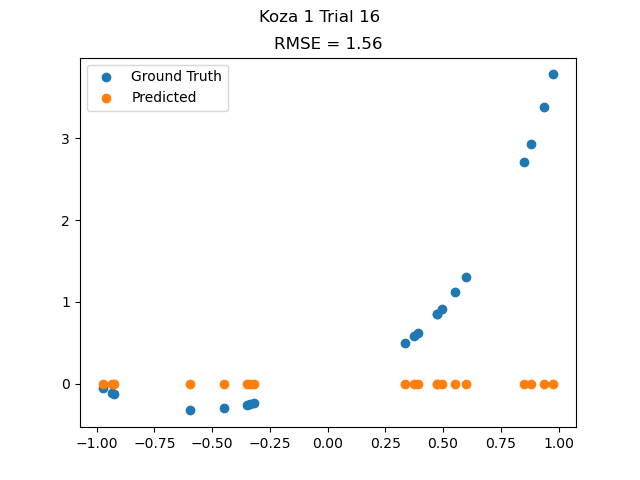 Koza 1 Trial 16
RMSE = 1.56
Ground Truth
Predicted
3
2
1
0
−1.00 −0.75 −0.50 −0.25 0.00 0.25 0.50 0.75 1.00